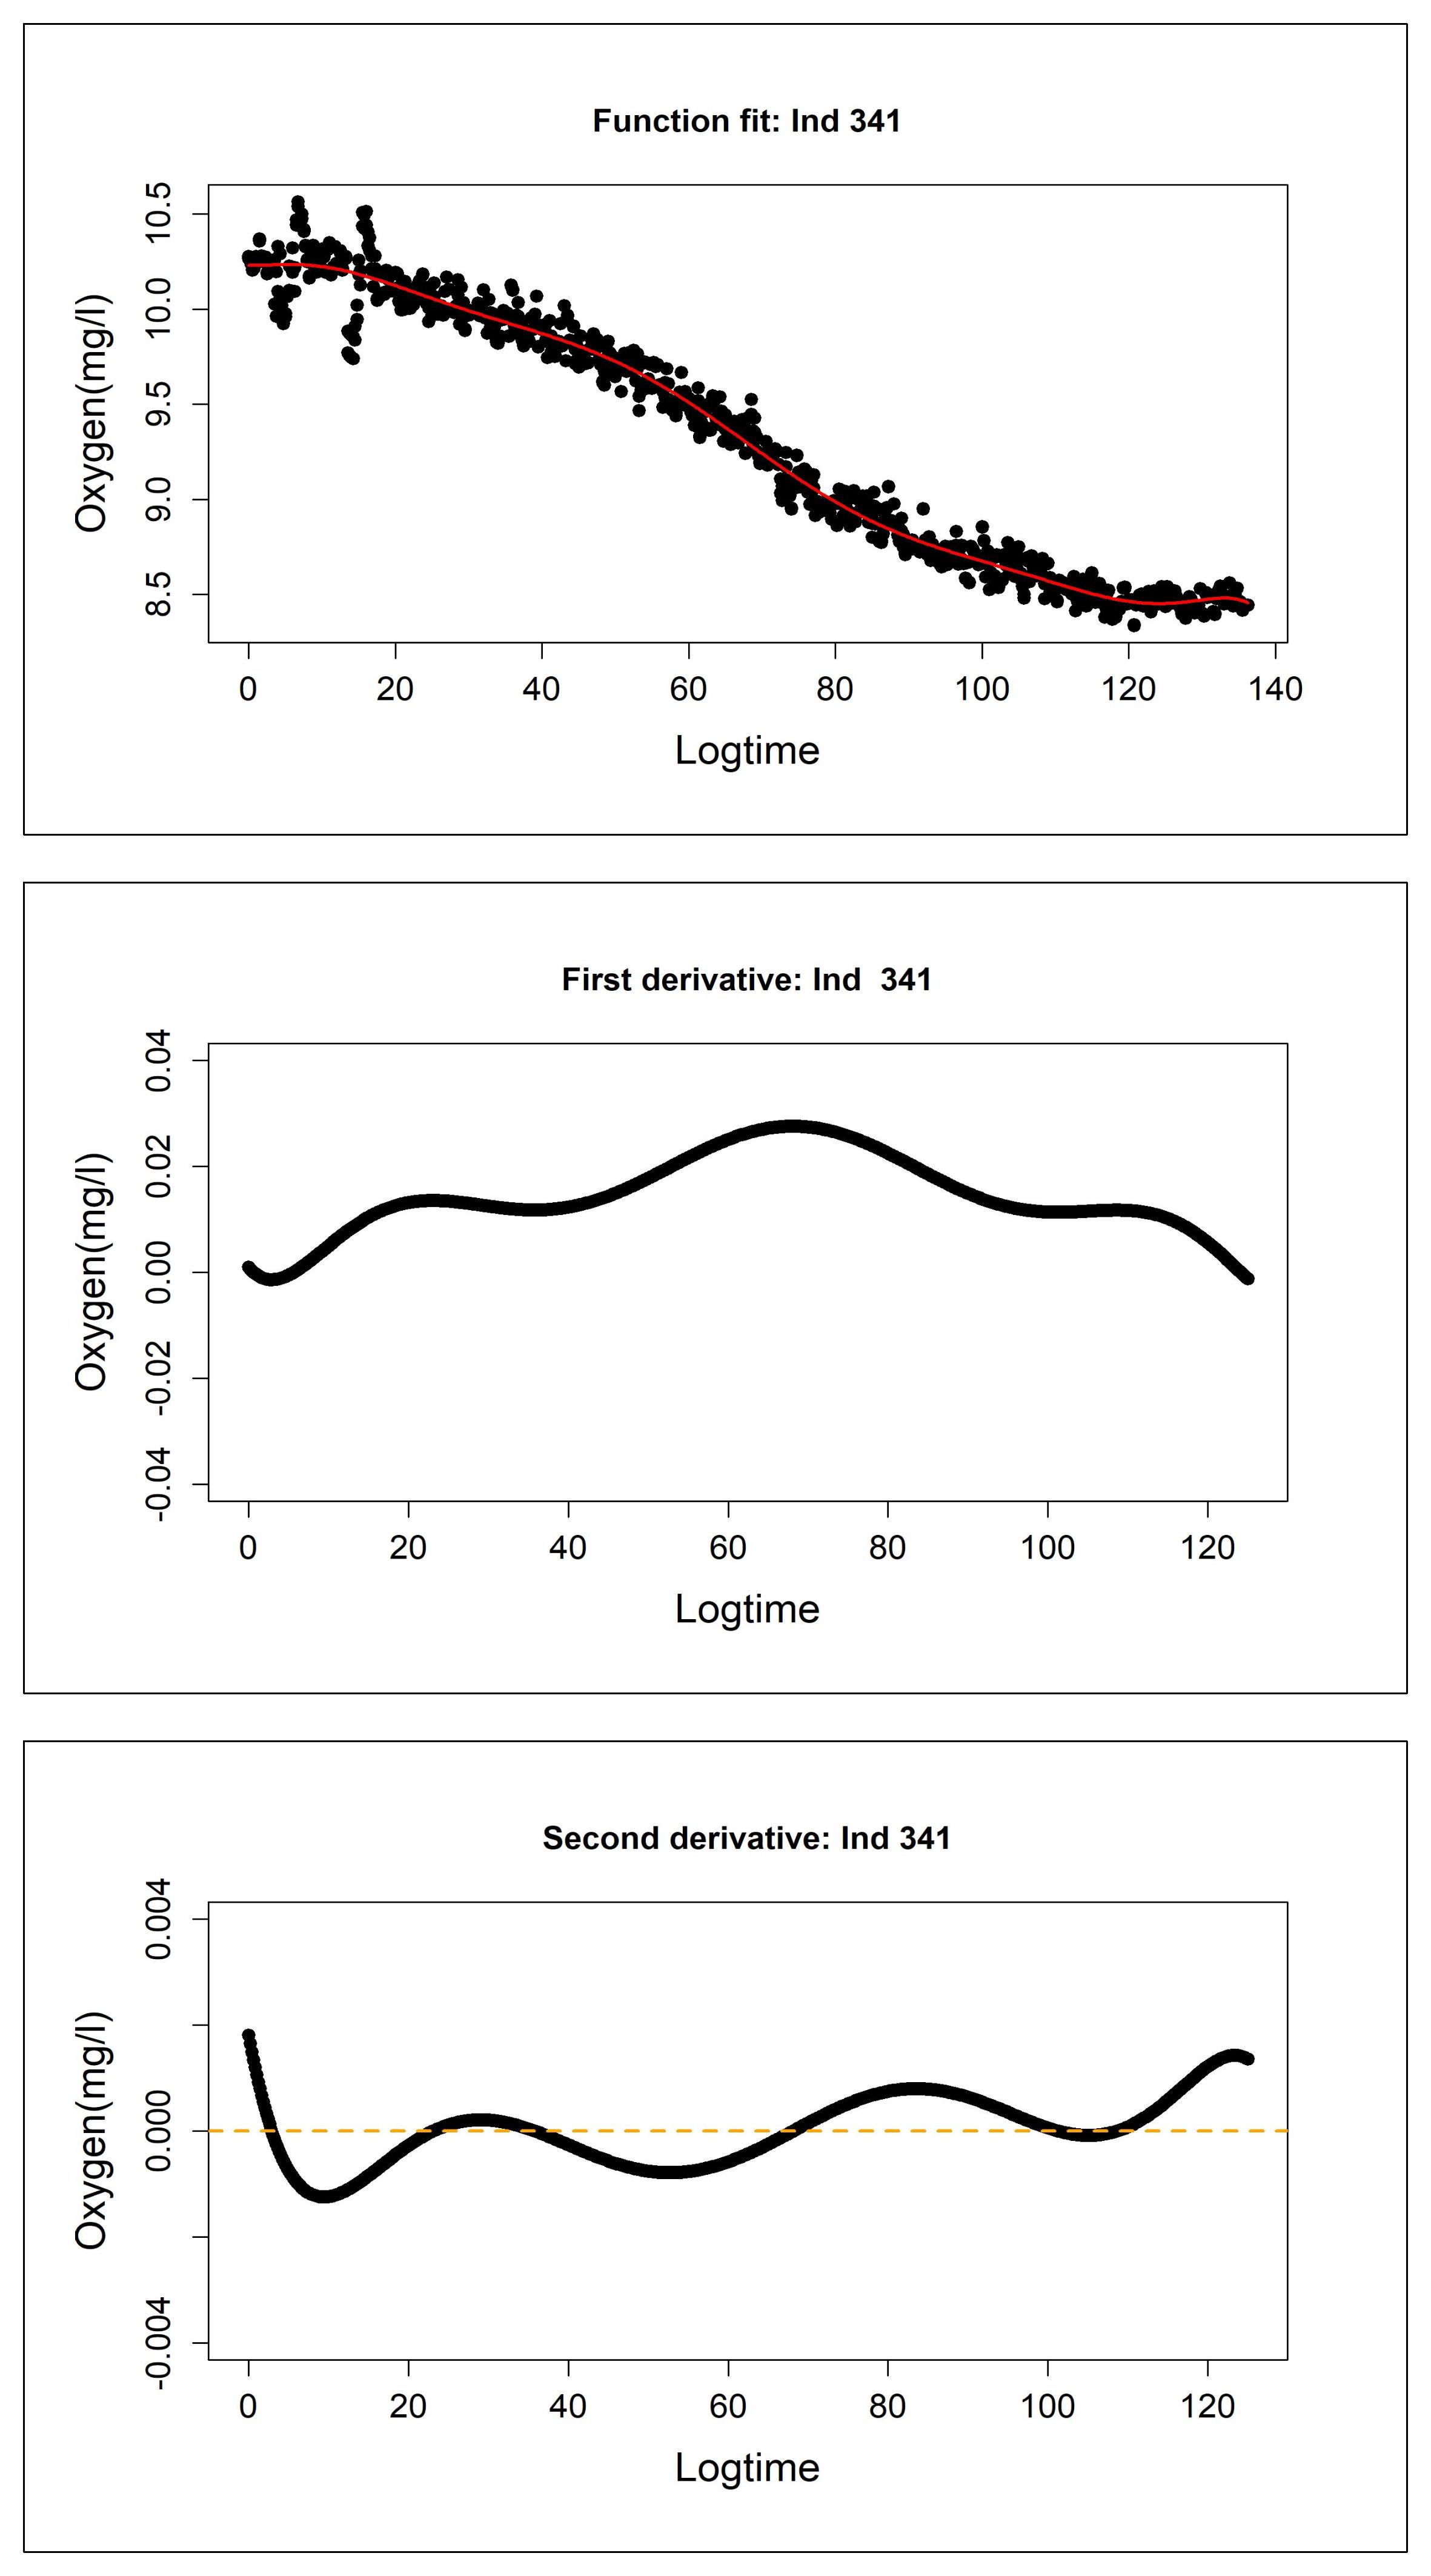 Function fit: Ind 341
Oxygen(mg/l)
10.5
10.0
9.5
9.0
8.5
0 20 40 60 80 100 120 140
Logtime
First derivative: Ind  341
Oxygen(mg/l)
0.04
0.02
0.00
-0.02
-0.04
0 20 40 60 80 100 120
Logtime
Second derivative: Ind 341
Oxygen(mg/l)
0.004
0.000
-0.004
0 20 40 60 80 100 120
Logtime